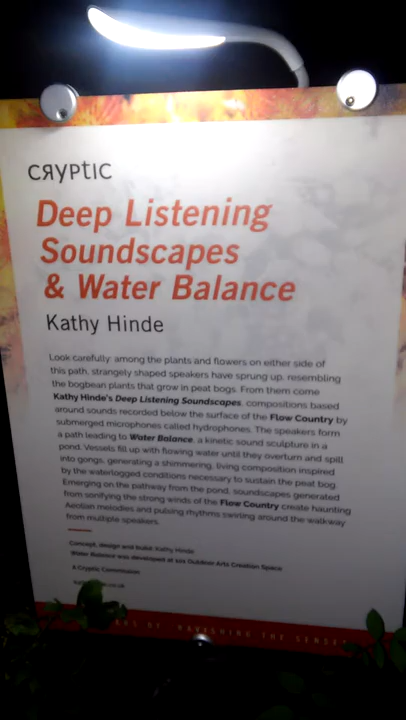 CRYPTIC
Deep Listening
Soundscapes
& Water Balance
Kathy Hinde
Look carefully: among the plants and flowers on either side of
this path, strangely shaped speakers have sprung up, resembling
the bogbean plants that grow in peat bogs. From them come
Kathy Hinde's Deep Listening Soundscapes, compositions based
around sounds recorded below the surface of the Flow Country by
submerged microphones called hydrophones. The speakers form
a path leading to Water Balance, a kinetic sound sculpture in a
pond. Vessels fill up with flowing water until they overturn and spill
into gongs, generating a shimmering, living composition inspired
by the waterlogged conditions necessary to sustain the peat bog.
Emerging on the pathway from the pond, soundscapes generated
from sonifying the strong winds of the Flow Country create haunting
Aeolian melodies and pulsing rhythms swirling around the walkway
from multiple speakers.
Concept, design and build: Kathy Hinde
Water Balance was developed at 101 Outdoor Arts Creation Space
A Cryptic Commission
RAVISHING THE SENSES